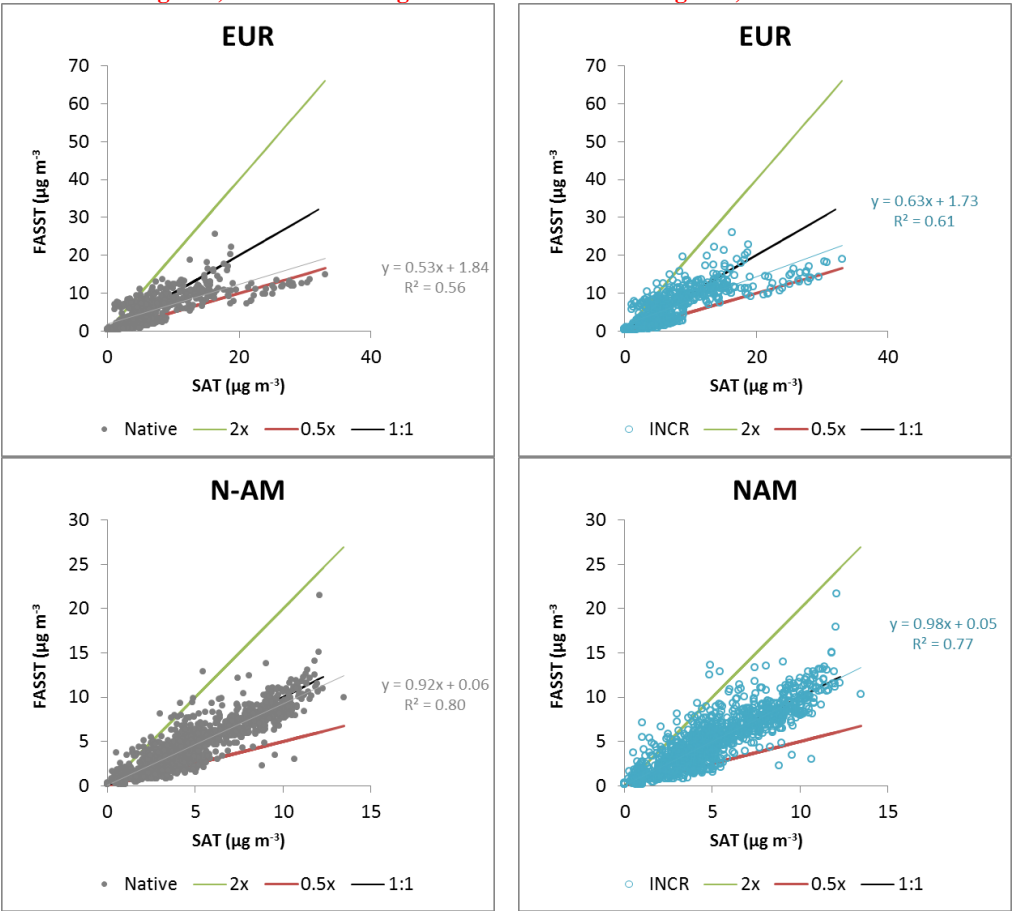 EUR
70
60
50
40
30
20
10
0
FASST (µg m⁻³)
0 20 40
SAT (µg m⁻³)
y = 0.53x + 1.84
R² = 0.56
Native 2x 0.5x 1:1
EUR
70
60
50
40
30
20
10
0
FASST (µg m⁻³)
0 20 40
SAT (µg m⁻³)
y = 0.63x + 1.73
R² = 0.61
INCR 2x 0.5x 1:1
N-AM
30
25
20
15
10
5
0
FASST (µg m⁻³
0 5 10 15
SAT (µg m⁻³)
y = 0.92x + 0.06
R² = 0.80
Native 2x 0.5x 1:1
NAM
30
25
20
15
10
5
0
FASST (µg m⁻³
0 5 10 15
SAT (µg m⁻³)
y = 0.98x + 0.05
R² = 0.77
INCR 2x 0.5x 1:1